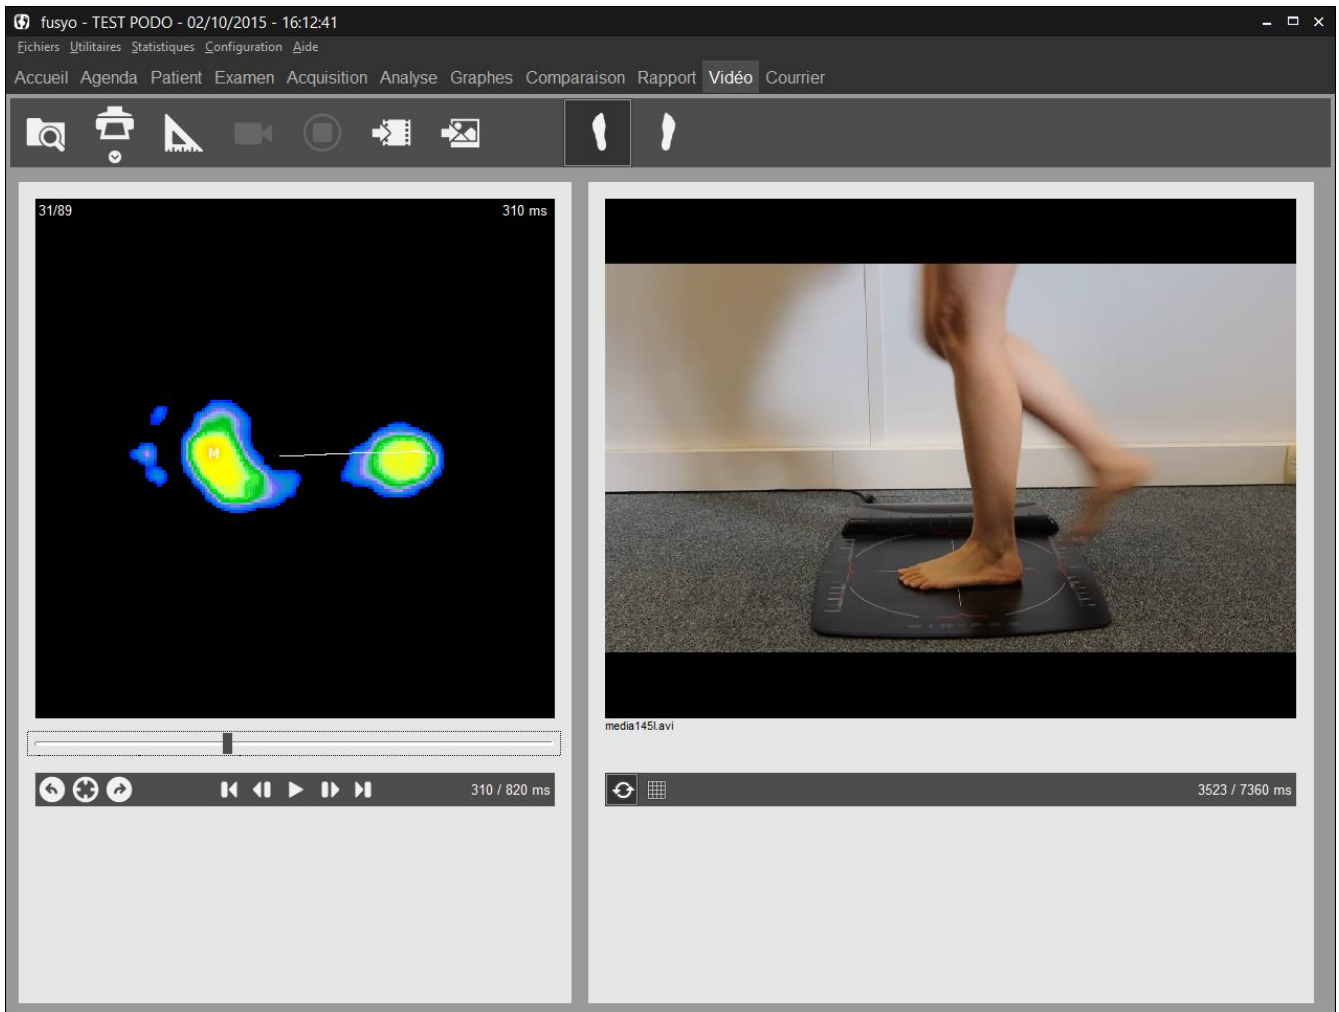 fusyo - TEST PODO - 02/10/2015 - 16:12:41
Fichiers Utilitaires Statistiques Configuration Aide
Accueil Agenda Patient Examen Acquisition Analyse Graphes Comparaison Rapport Vidéo Courrier
31/89 310 ms
M
media145l.avi
310 / 820 ms
3523 / 7360 ms